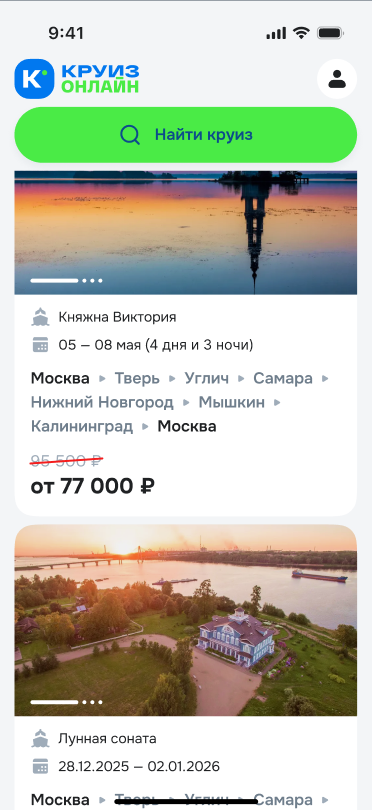 9:41
К КРУИЗ
ОНЛАЙН
Найти круиз
Княжна Виктория
05 – 08 мая (4 дня и 3 ночи)
Москва ▸ Тверь ▸ Углич ▸ Самара ▸
Нижний Новгород ▸ Мышкин ▸
Калининград ▸ Москва
95 500 ₽
от 77 000 ₽
Лунная соната
28.12.2025 – 02.01.2026
Москва ▸ Тверь ▸ Углич ▸ Самара ▸